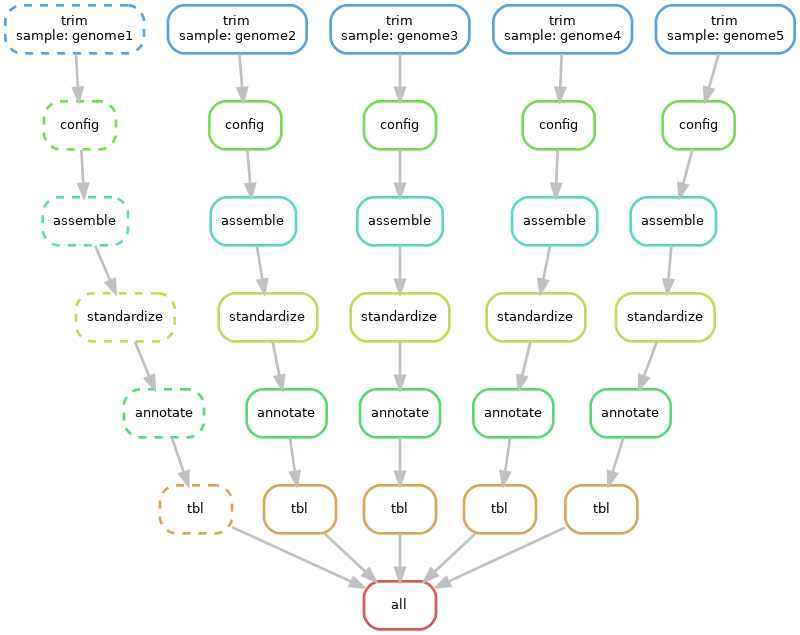 trim
sample: genome1
trim
sample: genome2
trim
sample: genome3
trim
sample: genome4
trim
sample: genome5
config
config
config
config
config
assemble
assemble
assemble
assemble
assemble
standardize
standardize
standardize
standardize
standardize
annotate
annotate
annotate
annotate
annotate
tbl
tbl
tbl
tbl
tbl
all